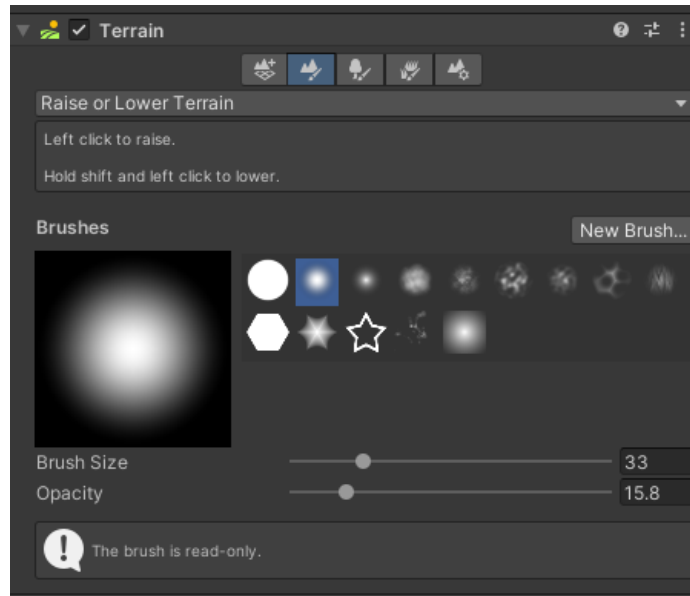 Terrain
Raise or Lower Terrain
Left click to raise.
Hold shift and left click to lower.
Brushes
New Brush...
Brush Size
33
Opacity
15.8
The brush is read-only.